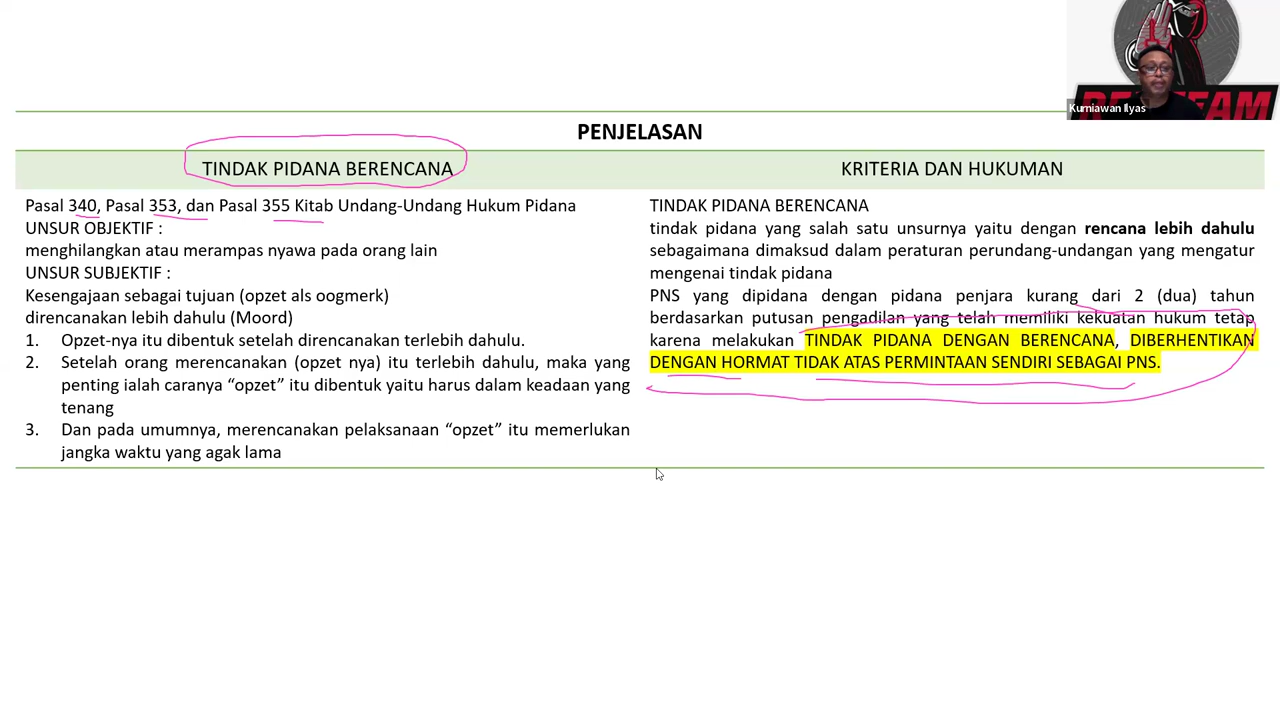 Kurniawan Ilyas
PENJELASAN
TINDAK PIDANA BERENCANA
KRITERIA DAN HUKUMAN
Pasal 340, Pasal 353, dan Pasal 355 Kitab Undang-Undang Hukum Pidana
UNSUR OBJEKTIF :
menghilangkan atau merampas nyawa pada orang lain
UNSUR SUBJEKTIF :
Kesengajaan sebagai tujuan (opzet als oogmerk)
direncanakan lebih dahulu (Moord)
1. Opzet-nya itu dibentuk setelah direncanakan terlebih dahulu.
2. Setelah orang merencanakan (opzet nya) itu terlebih dahulu, maka yang
penting ialah caranya “opzet” itu dibentuk yaitu harus dalam keadaan yang
tenang
3. Dan pada umumnya, merencanakan pelaksanaan “opzet” itu memerlukan
jangka waktu yang agak lama
TINDAK PIDANA BERENCANA
tindak pidana yang salah satu unsurnya yaitu dengan rencana lebih dahulu
sebagaimana dimaksud dalam peraturan perundang-undangan yang mengatur
mengenai tindak pidana
PNS yang dipidana dengan pidana penjara kurang dari 2 (dua) tahun
berdasarkan putusan pengadilan yang telah memiliki kekuatan hukum tetap
karena melakukan TINDAK PIDANA DENGAN BERENCANA, DIBERHENTIKAN
DENGAN HORMAT TIDAK ATAS PERMINTAAN SENDIRI SEBAGAI PNS.